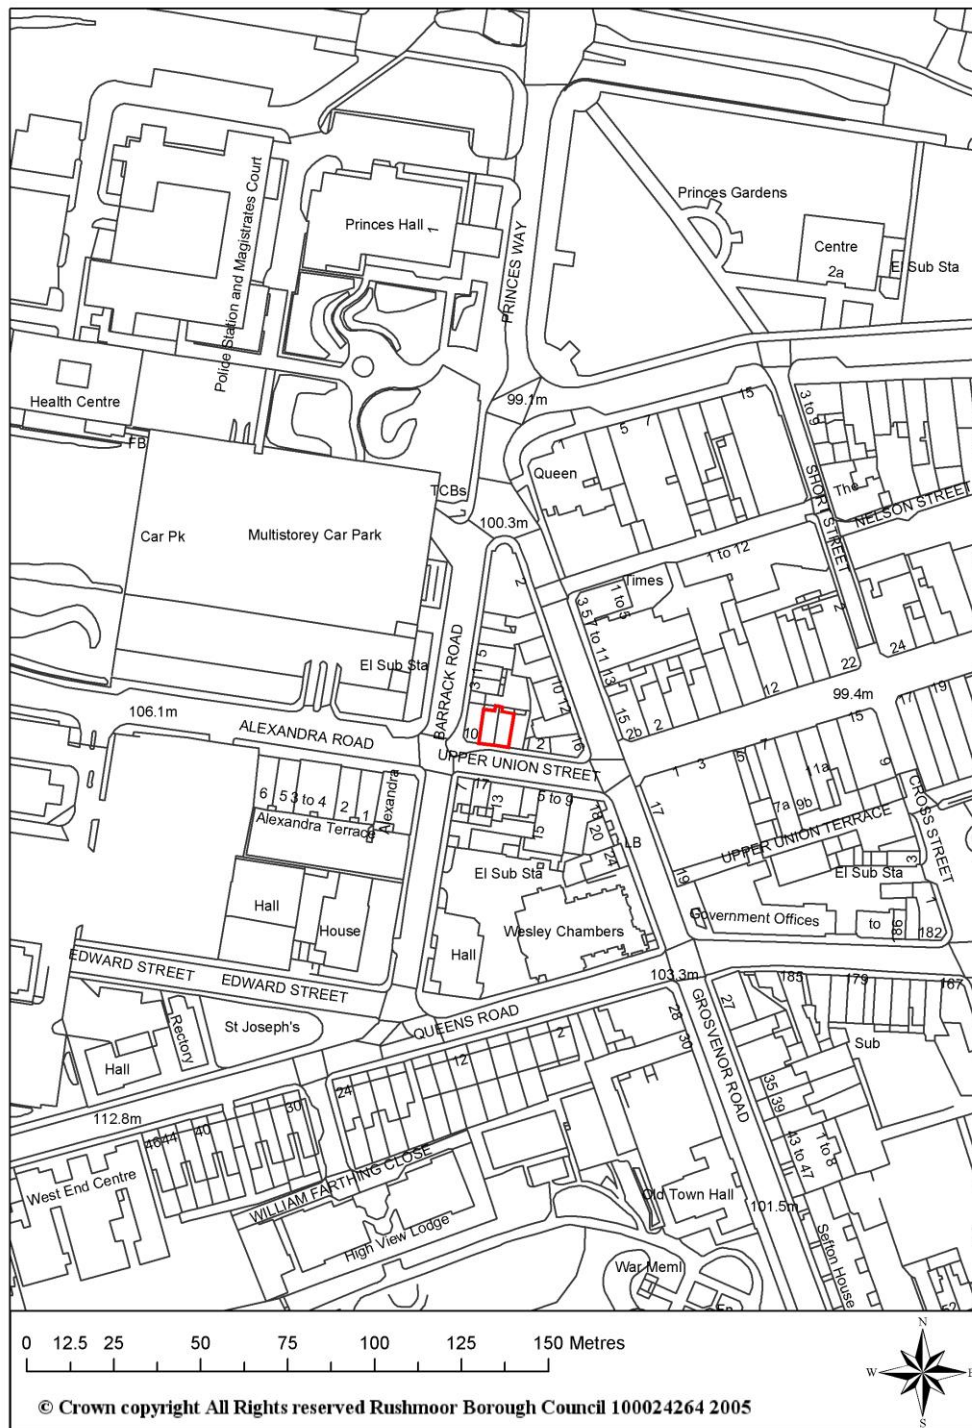 Princes Gardens
Princes Hall
1
Centre
2a
El Sub Sta
Police Station and Magistrates Court
PRINCES WAY
Health Centre
FB
99.1m
1
5
7
15
3 to 9
Queen
TCBs
The
SHORT STREET
NELSON STREET
100.3m
Car Pk
Multistorey Car Park
2
1 to 12
Times
1 to 5
3 5 7 to 11 13
2
5
1
3
El Sub Sta
BARRACK ROAD
10 12
22
24
12
99.4m
106.1m
ALEXANDRA ROAD
10
2
16
15
2b
2
17
19
UPPER UNION STREET
1
3
5
7
15
11a
9
6
5
3 to 4
2
1
Alexandra
17
13
15
5 to 9
18
20
24
LB
17
7a
9b
CROSS STREET
Alexandra Terrace
UPPER UNION TERRACE
El Sub Sta
19
El Sub Sta
3
Hall
House
Hall
Wesley Chambers
Government Offices
to
186
182
1
EDWARD STREET
EDWARD STREET
103.3m
185
179
167
St Joseph's
Rectory
Hall
QUEENS ROAD
28
30
GROSVENOR ROAD
27
Sub
112.8m
24
12
2
35
39
46
44
40
30
43 to 47
1 to 8
West End Centre
WILLIAM FARTHING CLOSE
High View Lodge
Old Town Hall
101.5m
Sefton House
War Meml
0 12.5 25 50 75 100 125 150 Metres
N
W
E
S
© Crown copyright All Rights reserved Rushmoor Borough Council 100024264 2005